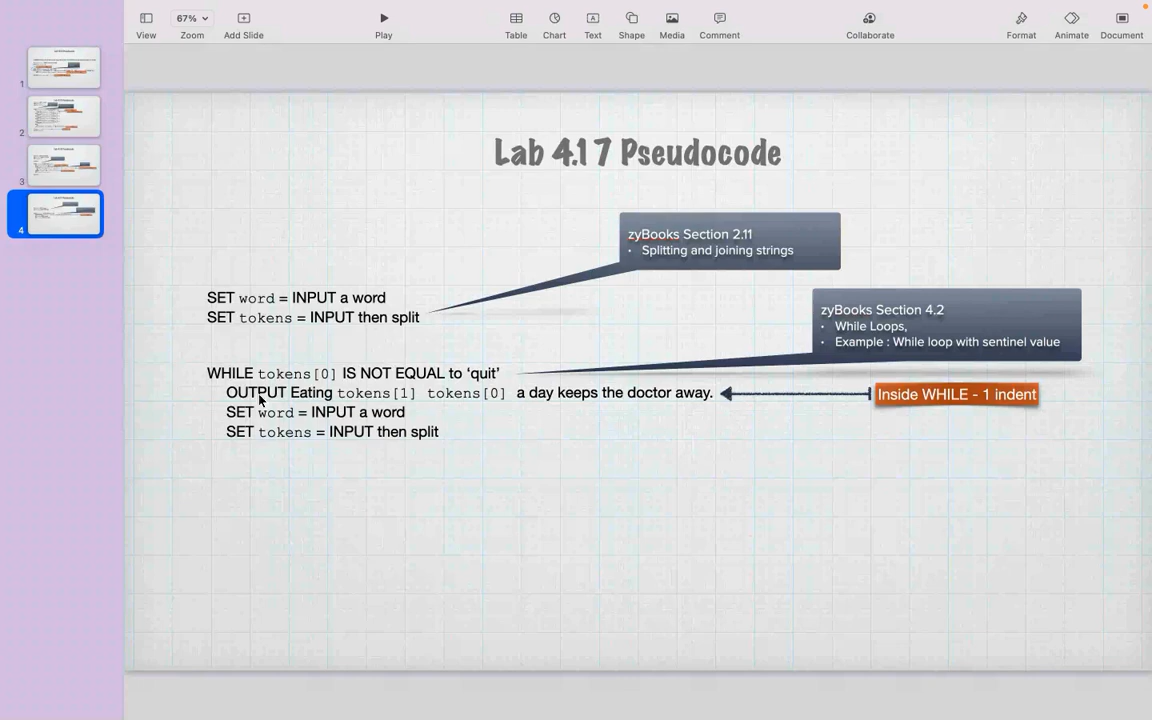 67%
View
Zoom
Add Slide
Play
Table
Chart
Text
Shape
Media
Comment
Collaborate
Format
Animate
Document
1
2
3
4
Lab 4.17 Pseudocode
zyBooks Section 2.11
• Splitting and joining strings
SET word = INPUT a word
SET tokens = INPUT then split
zyBooks Section 4.2
• While Loops,
• Example : While loop with sentinel value
WHILE tokens[0] IS NOT EQUAL to ‘quit’
OUTPUT Eating tokens[1] tokens[0] a day keeps the doctor away.
Inside WHILE - 1 indent
SET word = INPUT a word
SET tokens = INPUT then split